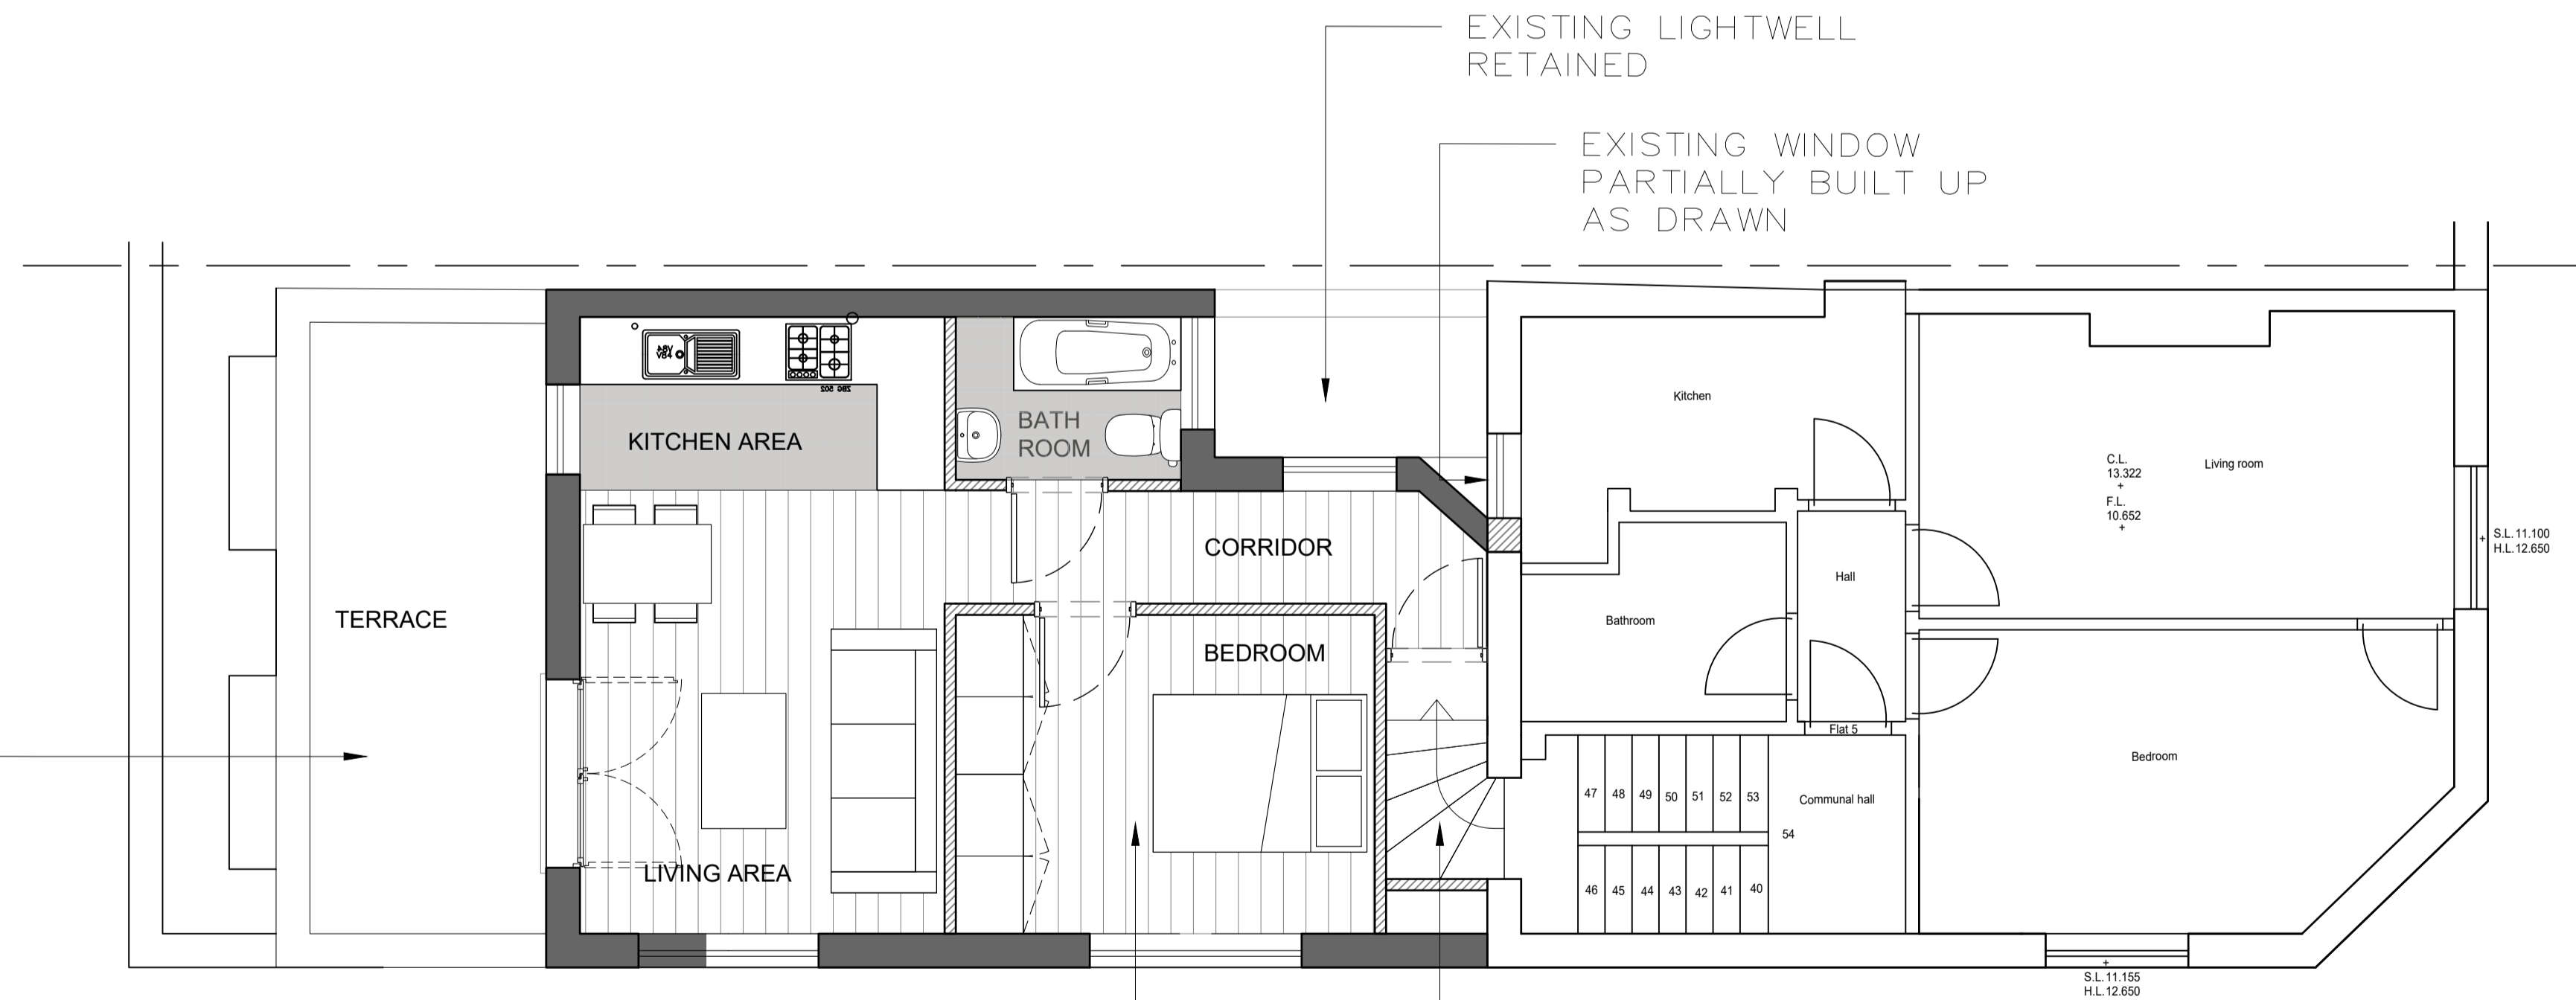 EXISTING LIGHTWELL
RETAINED
EXISTING WINDOW
PARTIALLY BUILT UP
AS DRAWN
ZBG 502
KITCHEN AREA
BATH
ROOM
Kitchen
C.L.
13.322
+
F.L.
10.652
+
Living room
S.L.11.100
+
H.L.12.650
CORRIDOR
Hall
TERRACE
Bathroom
BEDROOM
Flat 5
Bedroom
47 48 49 50 51 52 53
Communal hall
54
LIVING AREA
46 45 44 43 42 41 40
+
S.L.11.155
H.L.12.650